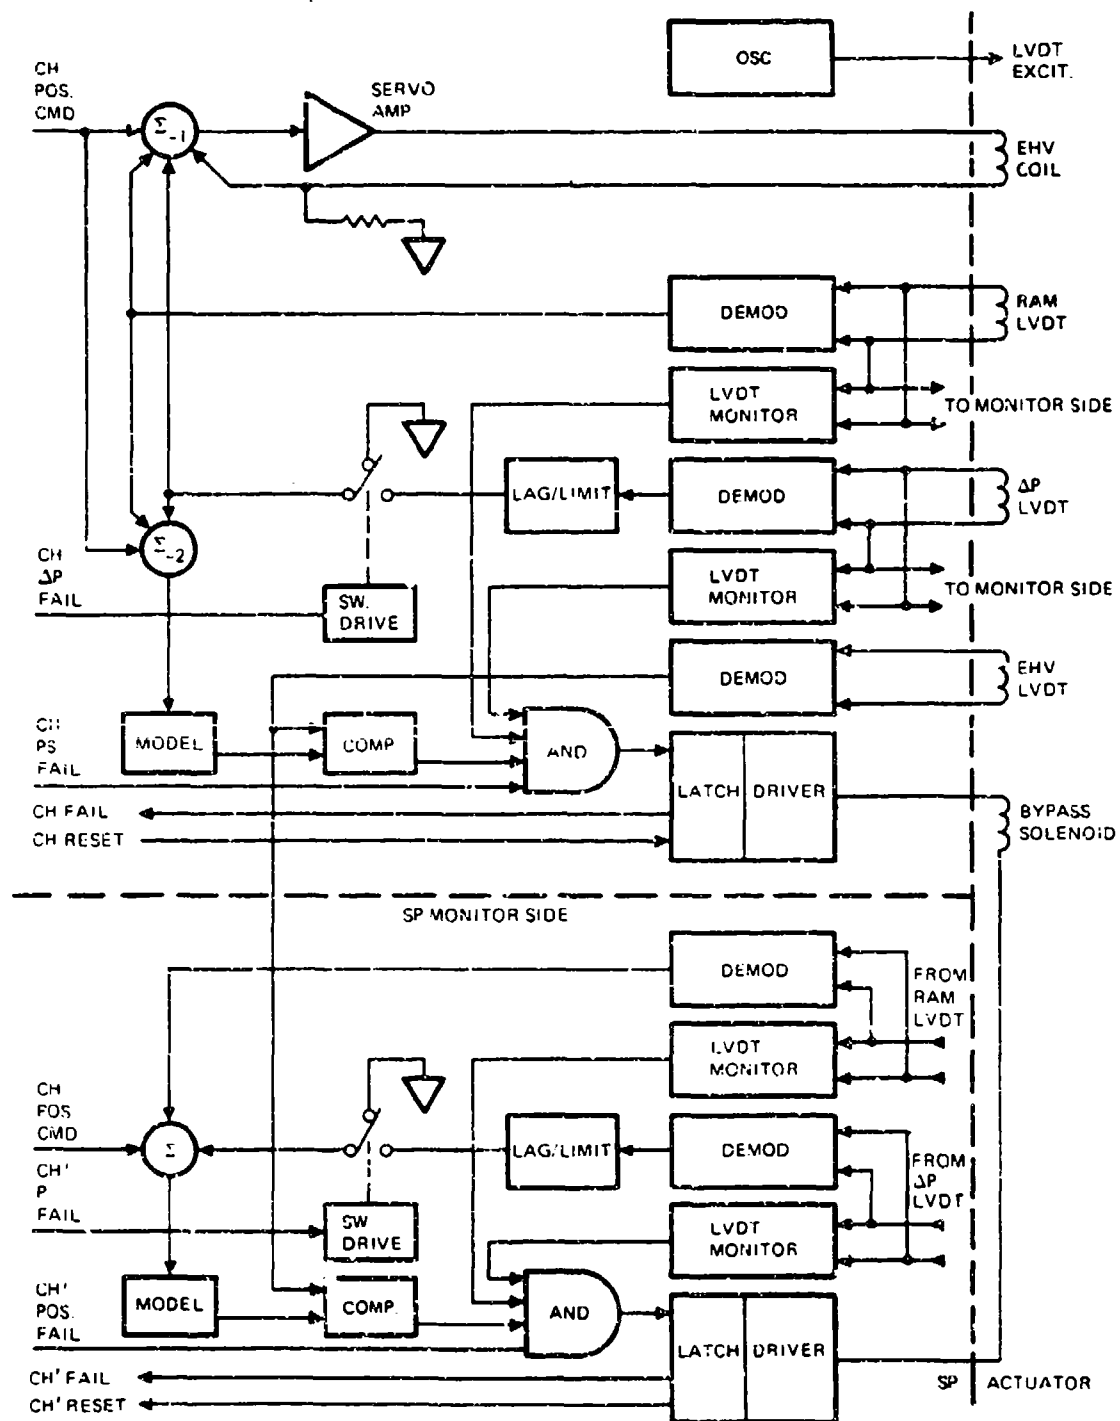 OSC
LVDT
EXCIT.
CH
POS.
CMD
Σ-1
SERVO
AMP
EHV
COIL
DEMOD
RAM
LVDT
LVDT
MONITOR
TO MONITOR SIDE
LAG/LIMIT
DEMOD
ΔP
LVDT
Σ-2
CH
ΔP
FAIL
SW.
DRIVE
LVDT
MONITOR
TO MONITOR SIDE
DEMOD
EHV
LVDT
CH
PS
FAIL
MODEL
COMP
AND
LATCH
DRIVER
CH FAIL
CH RESET
BYPASS
SOLENOID
SP MONITOR SIDE
DEMOD
FROM
RAM
LVDT
LVDT
MONITOR
CH
POS
CMD
Σ
LAG/LIMIT
DEMOD
FROM
ΔP
LVDT
CH'
P
FAIL
SW
DRIVE
LVDT
MONITOR
CH'
POS.
FAIL
MODEL
COMP.
AND
LATCH
DRIVER
CH' FAIL
CH' RESET
SP
ACTUATOR